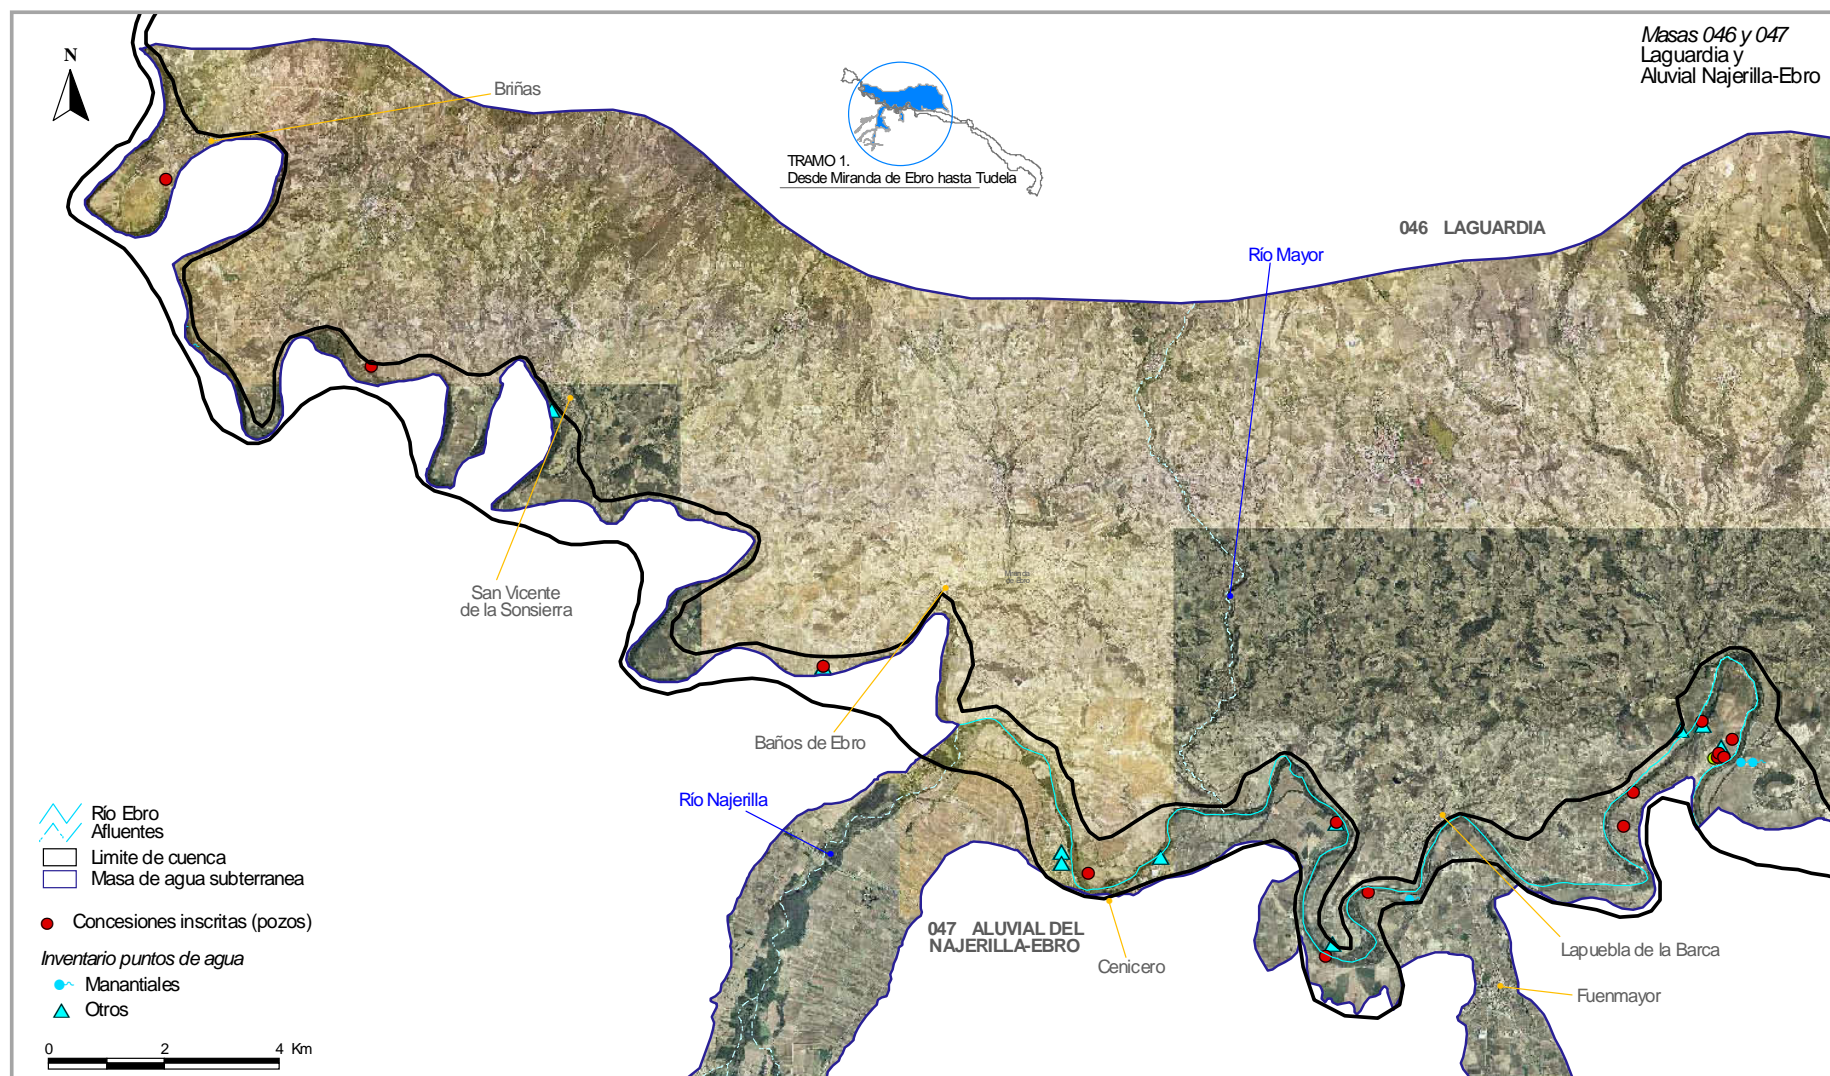 Masas 046 y 047
Laguardia y
Aluvial Najerilla-Ebro
N
Briñas
TRAMO 1.
Desde Miranda de Ebro hasta Tudela
046 LAGUARDIA
Río Mayor
San Vicente
de la Sonsierra
Baños de Ebro
Río Najerilla
Río Ebro
Afluentes
Limite de cuenca
Masa de agua subterranea
Concesiones inscritas (pozos)
Inventario puntos de agua
Manantiales
Otros
0 2 4 Km
047 ALUVIAL DEL
NAJERILLA-EBRO
Cenicero
Lapuebla de la Barca
Fuenmayor